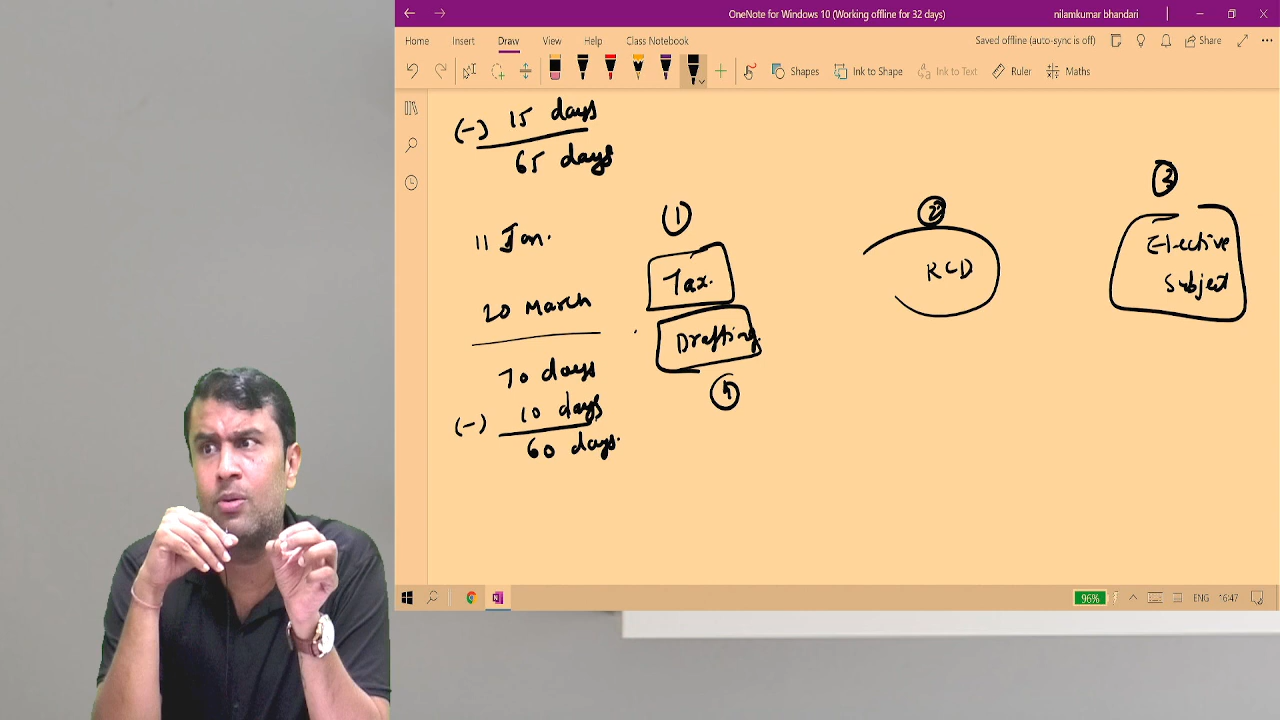 OneNote for Windows 10 (Working offline for 32 days)
nilamkumar bhandari
Home Insert Draw View Help Class Notebook
Saved offline (auto-sync is off) Share
Shapes Ink to Shape Ink to Text Ruler Maths
(-) 15 days
65 days
11 Jan.
20 March
70 days
(-) 10 days
60 days.
1
Tax.
Drafting.
4
2
RCD
3
Elective
Subject
96% ENG 16:47